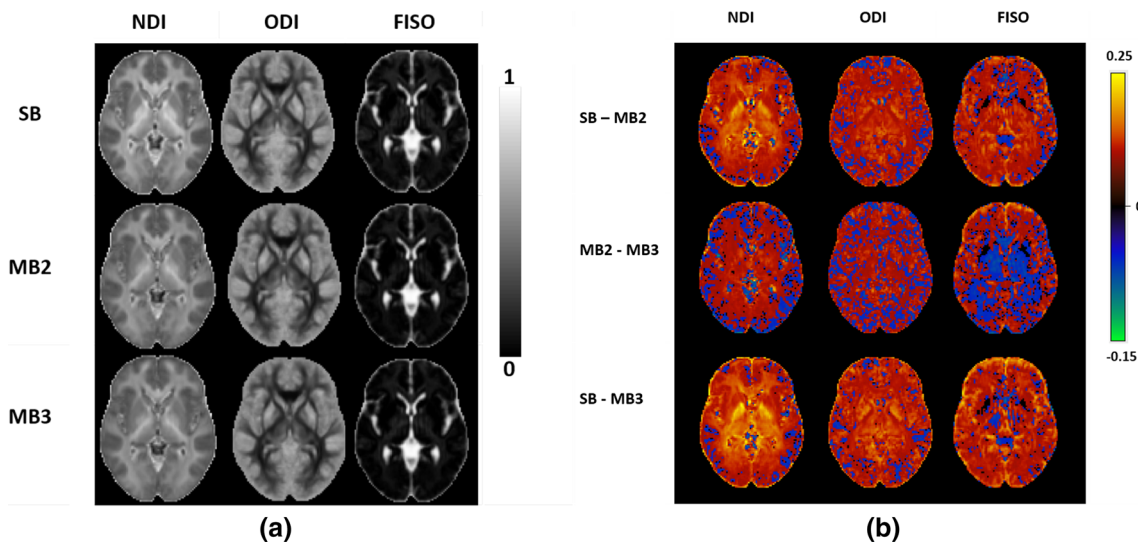 NDI ODI FISO
SB
MB2
MB3
1
0
(a)
NDI ODI FISO
SB – MB2
MB2 - MB3
SB - MB3
0.25
0
-0.15
(b)